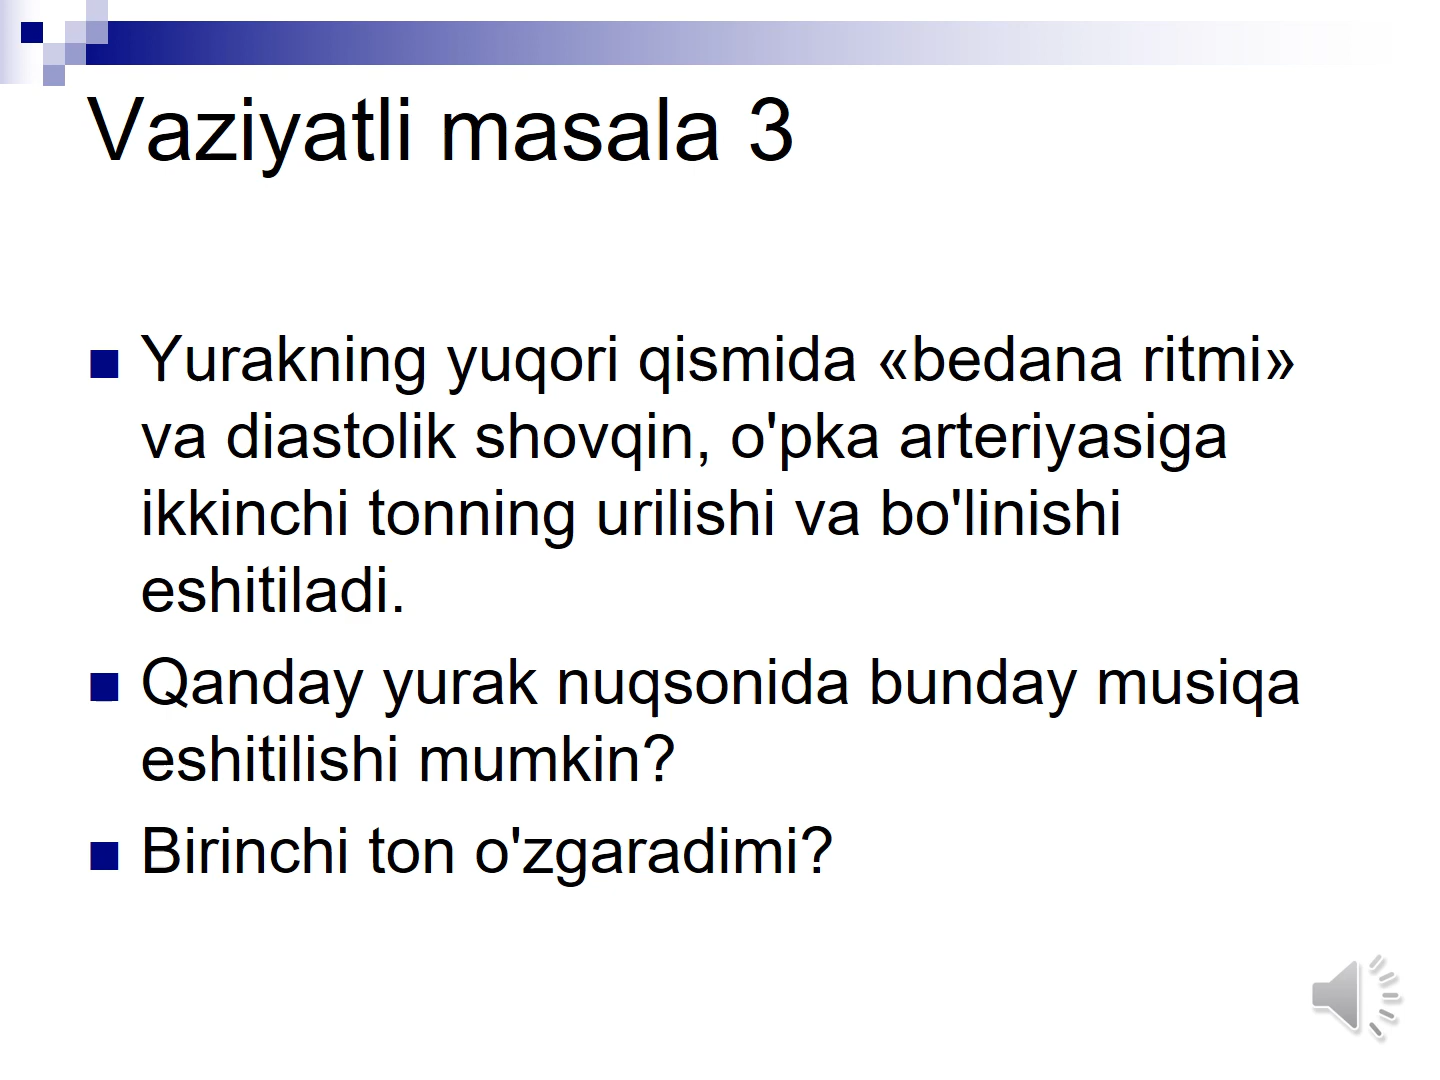 Vaziyatli masala 3
Yurakning yuqori qismida «bedana ritmi»
va diastolik shovqin, o'pka arteriyasiga
ikkinchi tonning urilishi va bo'linishi
eshitiladi.
Qanday yurak nuqsonida bunday musiqa
eshitilishi mumkin?
Birinchi ton o'zgaradimi?